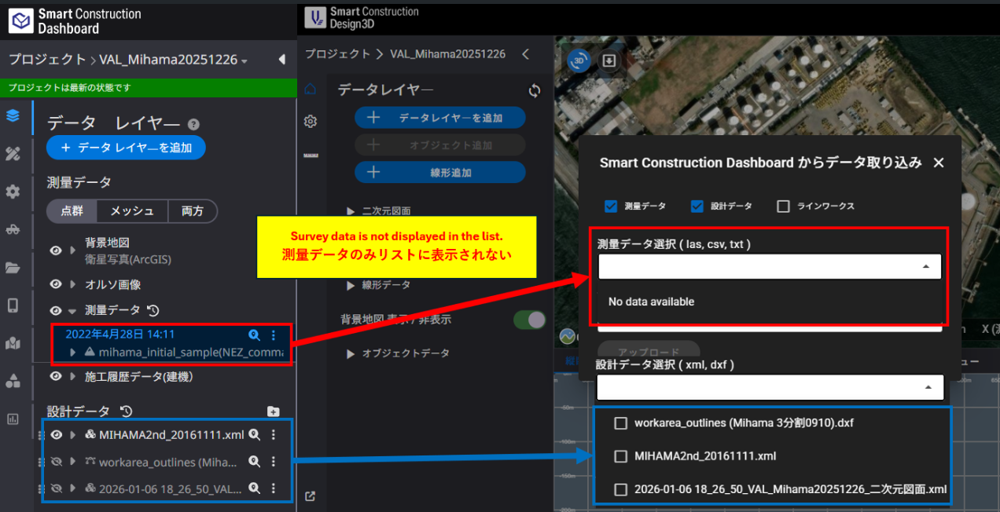 Smart Construction
Dashboard
プロジェクト > VAL_Mihama20251226
プロジェクトは最新の状態です
データ レイヤー
+ データ レイヤーを追加
測量データ
点群 メッシュ 両方
背景地図
衛星写真(ArcGIS)
オルソ画像
測量データ
2022年4月28日 14:11
mihama_initial_sample(NEZ_comma
施工履歴データ(建機)
設計データ
MIHAMA2nd_20161111.xml
workarea_outlines (Miha...
2026-01-06 18_26_50_VAL...
Smart Construction
Design3D
プロジェクト > VAL_Mihama20251226
データレイヤー
+ データレイヤーを追加
+ オブジェクト追加
+ 線形追加
二次元図面
Survey data is not displayed in the list.
測量データのみリストに表示されない
線形データ
背景地図 表示 / 非表示
オブジェクトデータ
3D
Smart Construction Dashboard からデータ取り込み ×
測量データ 設計データ ラインワークス
測量データ選択 ( las, csv, txt )
No data available
アップロード
設計データ選択 ( xml, dxf )
workarea_outlines (Mihama 3分割0910).dxf
MIHAMA2nd_20161111.xml
2026-01-06 18_26_50_VAL_Mihama20251226_二次元図面.xml
-50m
-100m
-150m
-200m